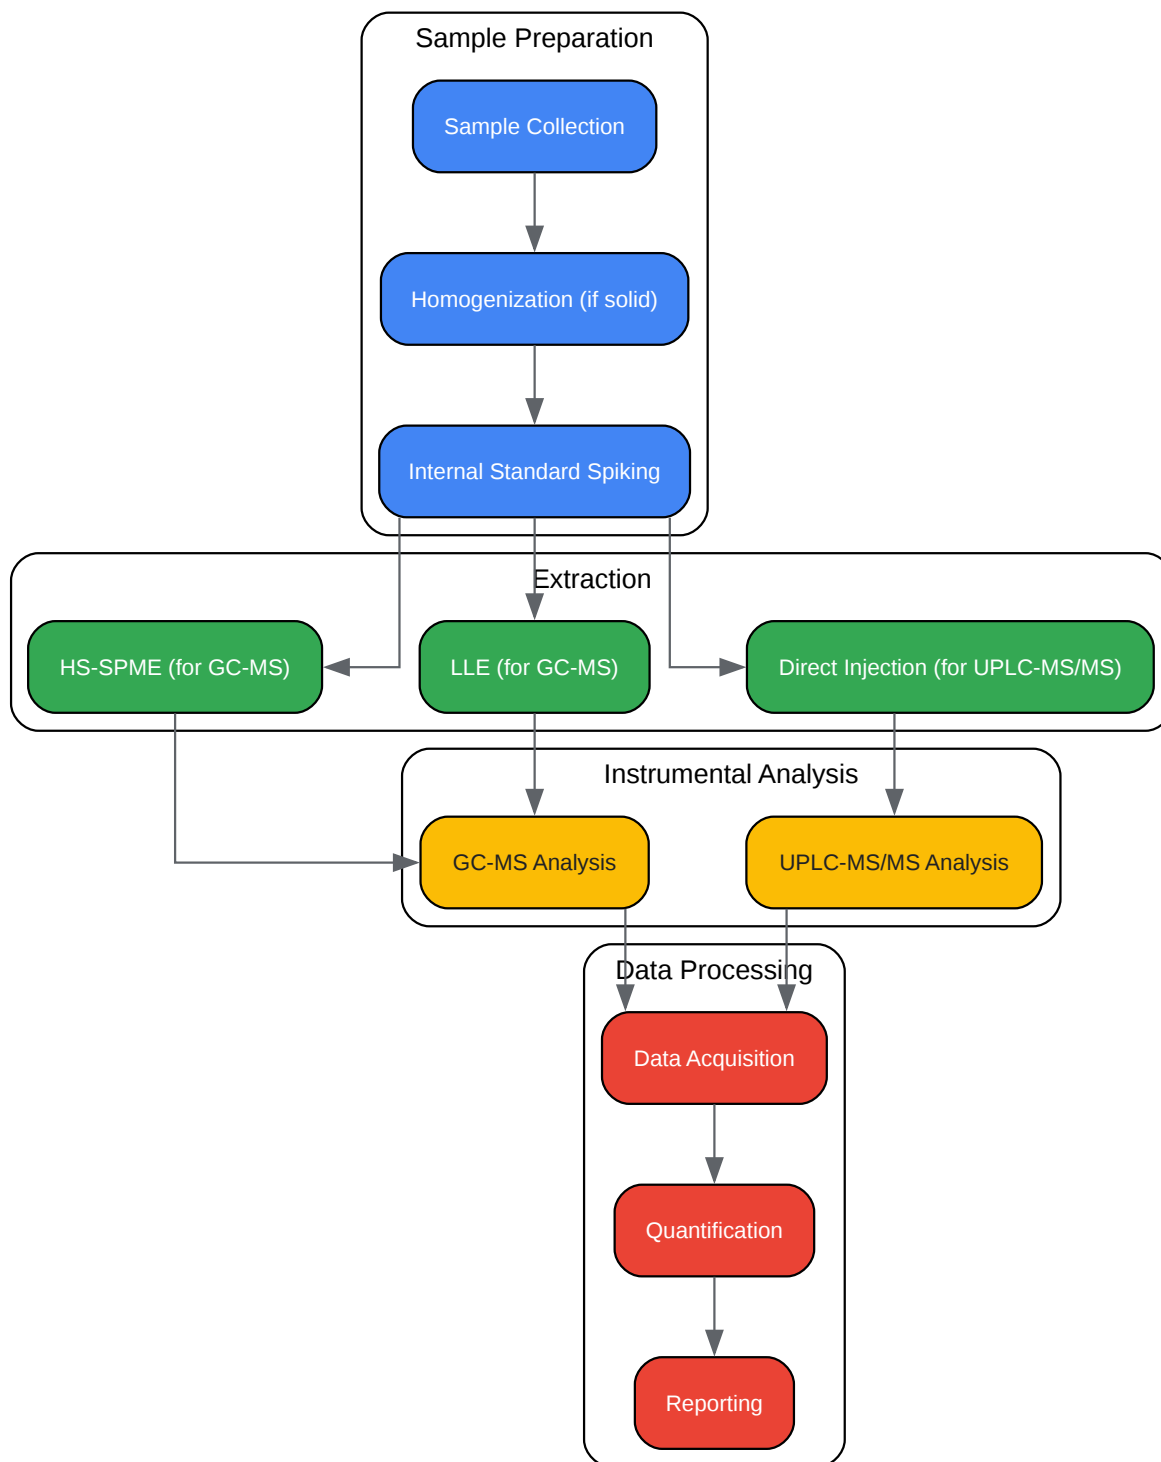 Sample Preparation
Sample Collection
Homogenization (if solid)
Internal Standard Spiking
Extraction
HS-SPME (for GC-MS)
LLE (for GC-MS)
Direct Injection (for UPLC-MS/MS)
Instrumental Analysis
GC-MS Analysis
UPLC-MS/MS Analysis
Data Processing
Data Acquisition
Quantification
Reporting